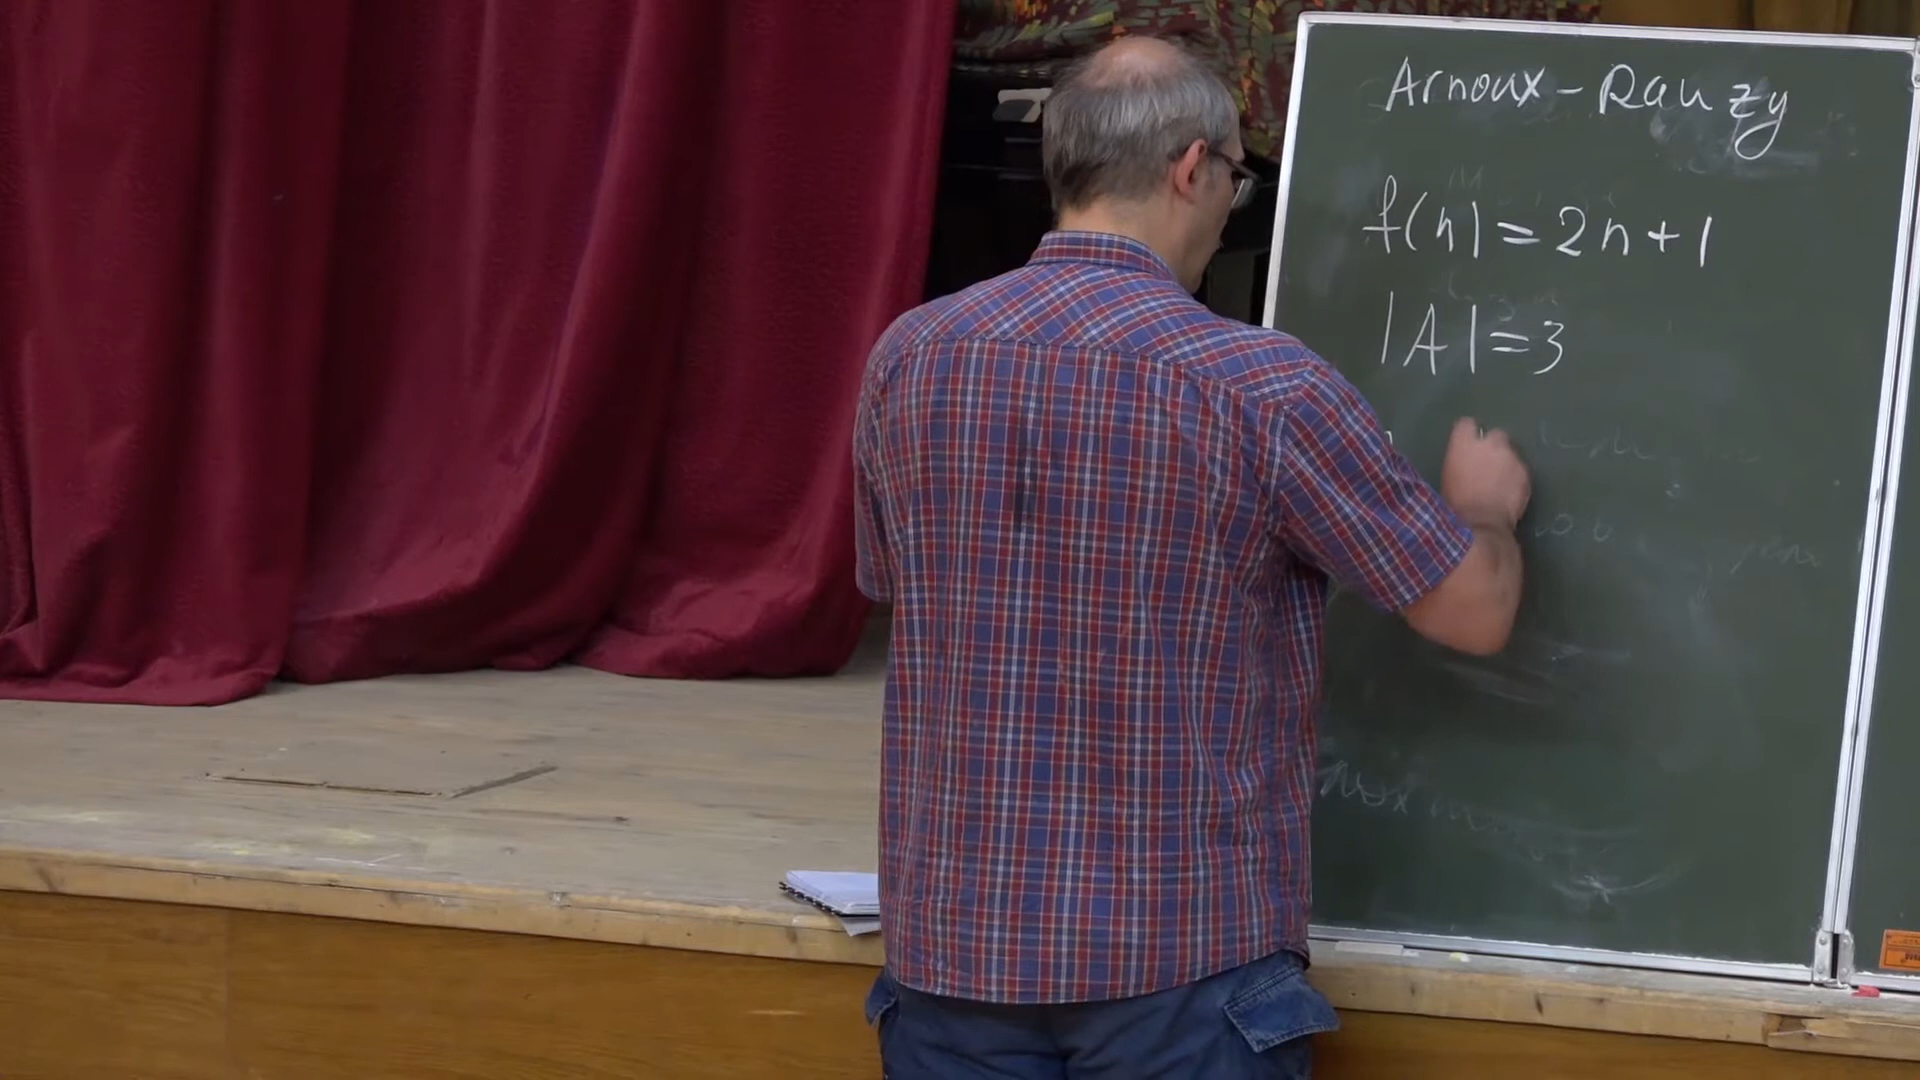 Arnoux - Rauzy
f(n) = 2n + 1
|A| = 3